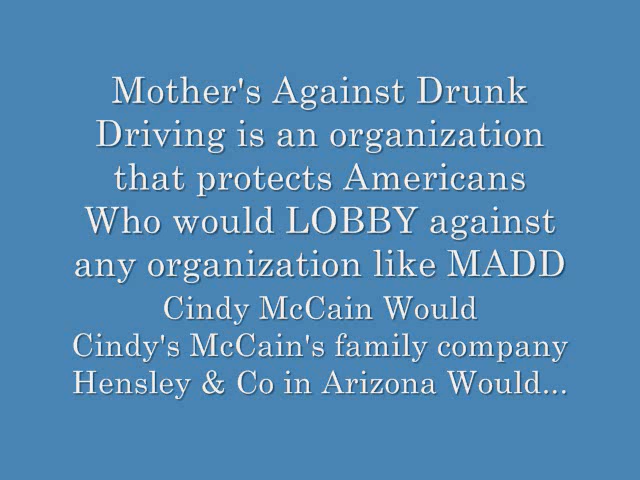 Mother's Against Drunk
Driving is an organization
that protects Americans
Who would LOBBY against
any organization like MADD
Cindy McCain Would
Cindy's McCain's family company
Hensley & Co in Arizona Would...